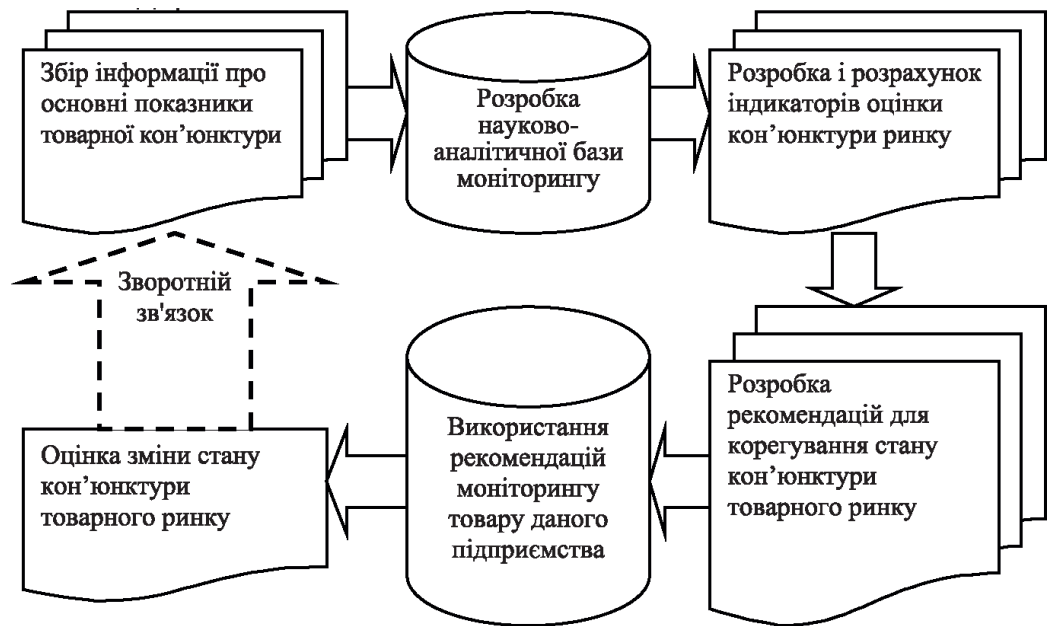 Збір інформації про
основні показники
товарної кон’юнктури
Розробка
науково-
аналітичної бази
моніторингу
Розробка і розрахунок
індикаторів оцінки
кон’юнктури ринку
Розробка
рекомендацій для
корегування стану
кон’юнктури
товарного ринку
Використання
рекомендацій
моніторингу
товару даного
підприємства
Оцінка зміни стану
кон’юнктури
товарного ринку
Зворотній
зв'язок